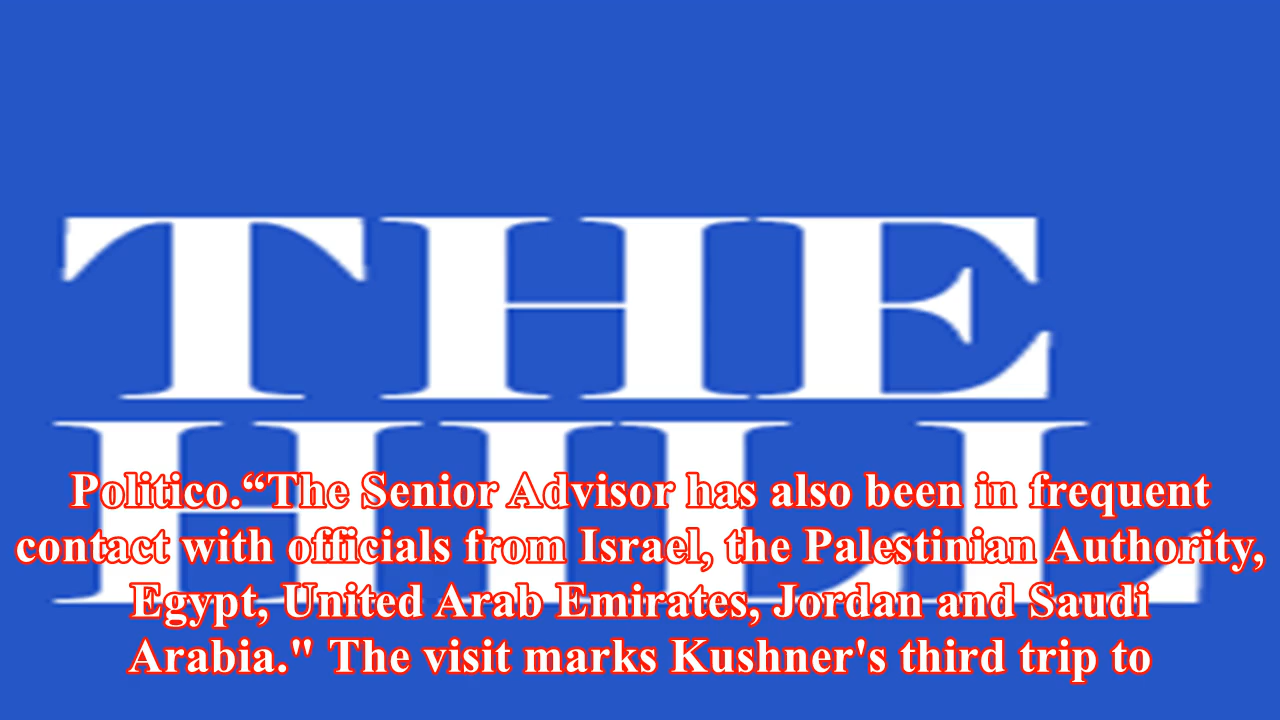 THE
HILL
Politico.“The Senior Advisor has also been in frequent
contact with officials from Israel, the Palestinian Authority,
Egypt, United Arab Emirates, Jordan and Saudi
Arabia." The visit marks Kushner's third trip to